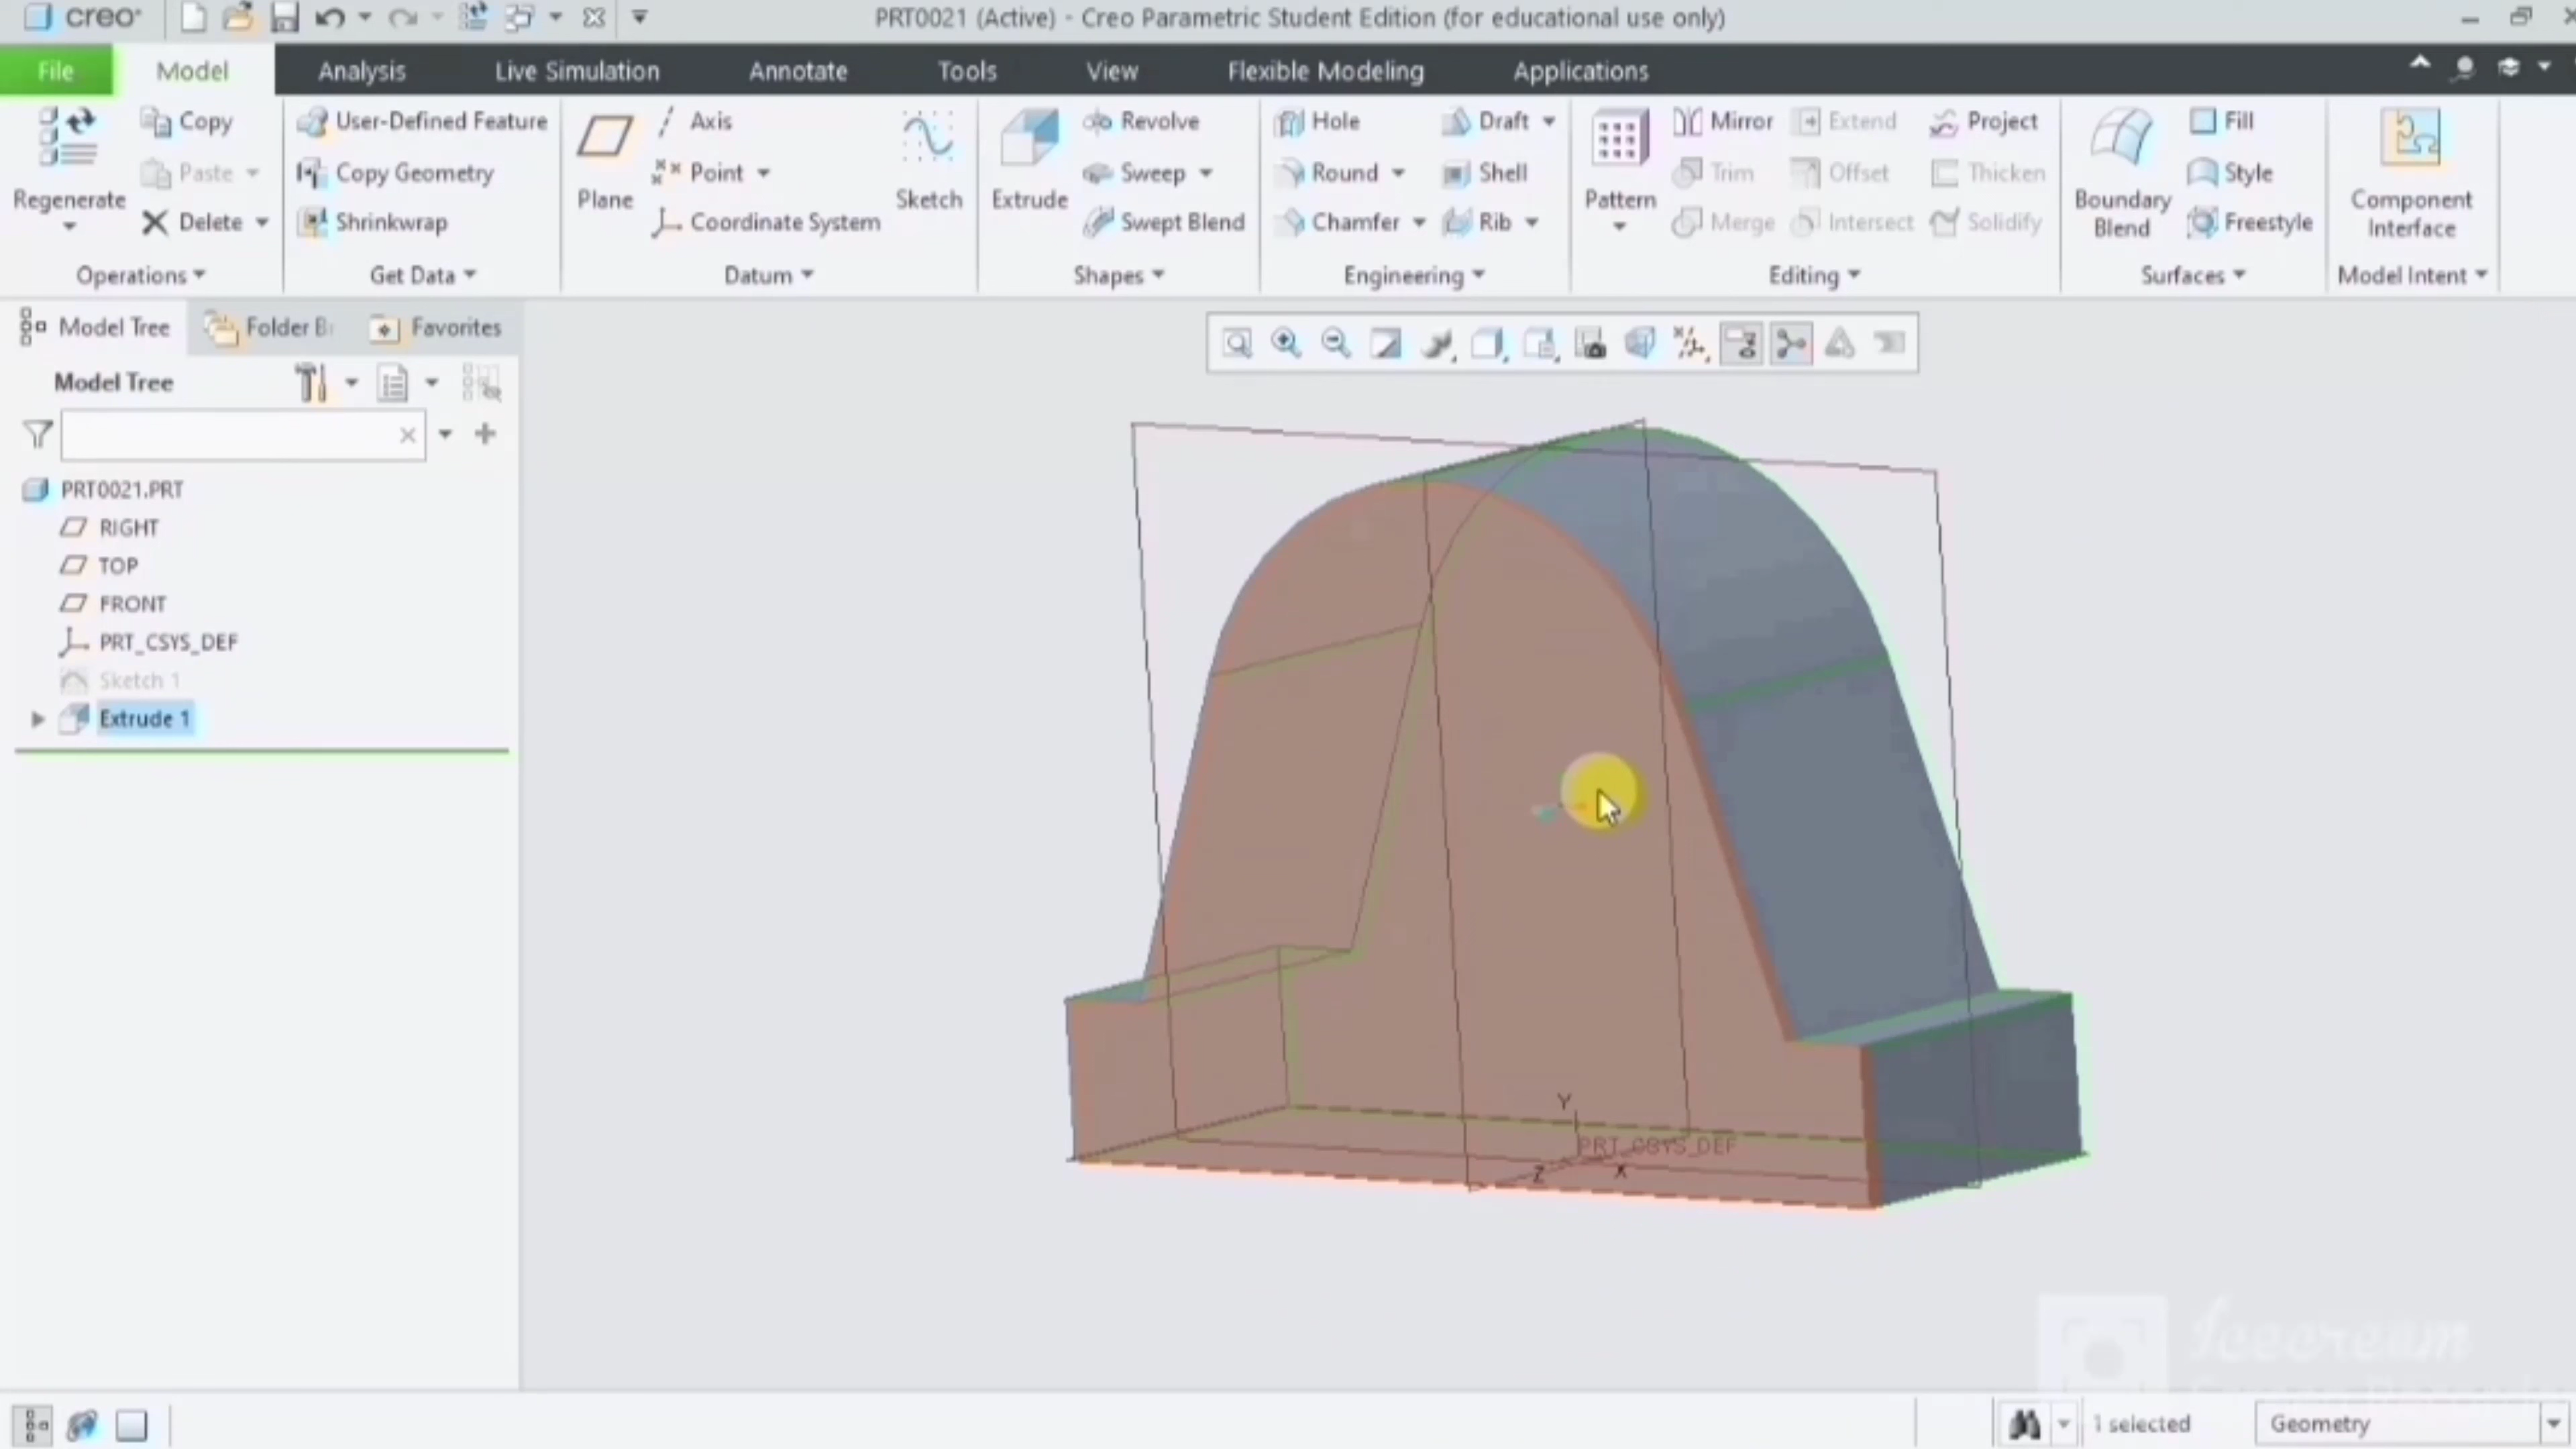 creo
PRT0021 (Active) - Creo Parametric Student Edition (for educational use only)
File Model Analysis Live Simulation Annotate Tools View Flexible Modeling Applications
Regenerate
Copy
Paste
Delete
Operations
User-Defined Feature
Copy Geometry
Shrinkwrap
Get Data
Plane
Axis
Point
Coordinate System
Sketch
Datum
Extrude
Revolve
Sweep
Swept Blend
Shapes
Hole
Round
Chamfer
Draft
Shell
Rib
Engineering
Pattern
Mirror
Trim
Merge
Extend
Offset
Intersect
Project
Thicken
Solidify
Editing
Boundary
Blend
Fill
Style
Freestyle
Surfaces
Component
Interface
Model Intent
Model Tree Folder B Favorites
Model Tree
PRT0021.PRT
RIGHT
TOP
FRONT
PRT_CSYS_DEF
Sketch 1
Extrude 1
Y
PRT_CSYS_DEF
Z X
Icecream
1 selected Geometry